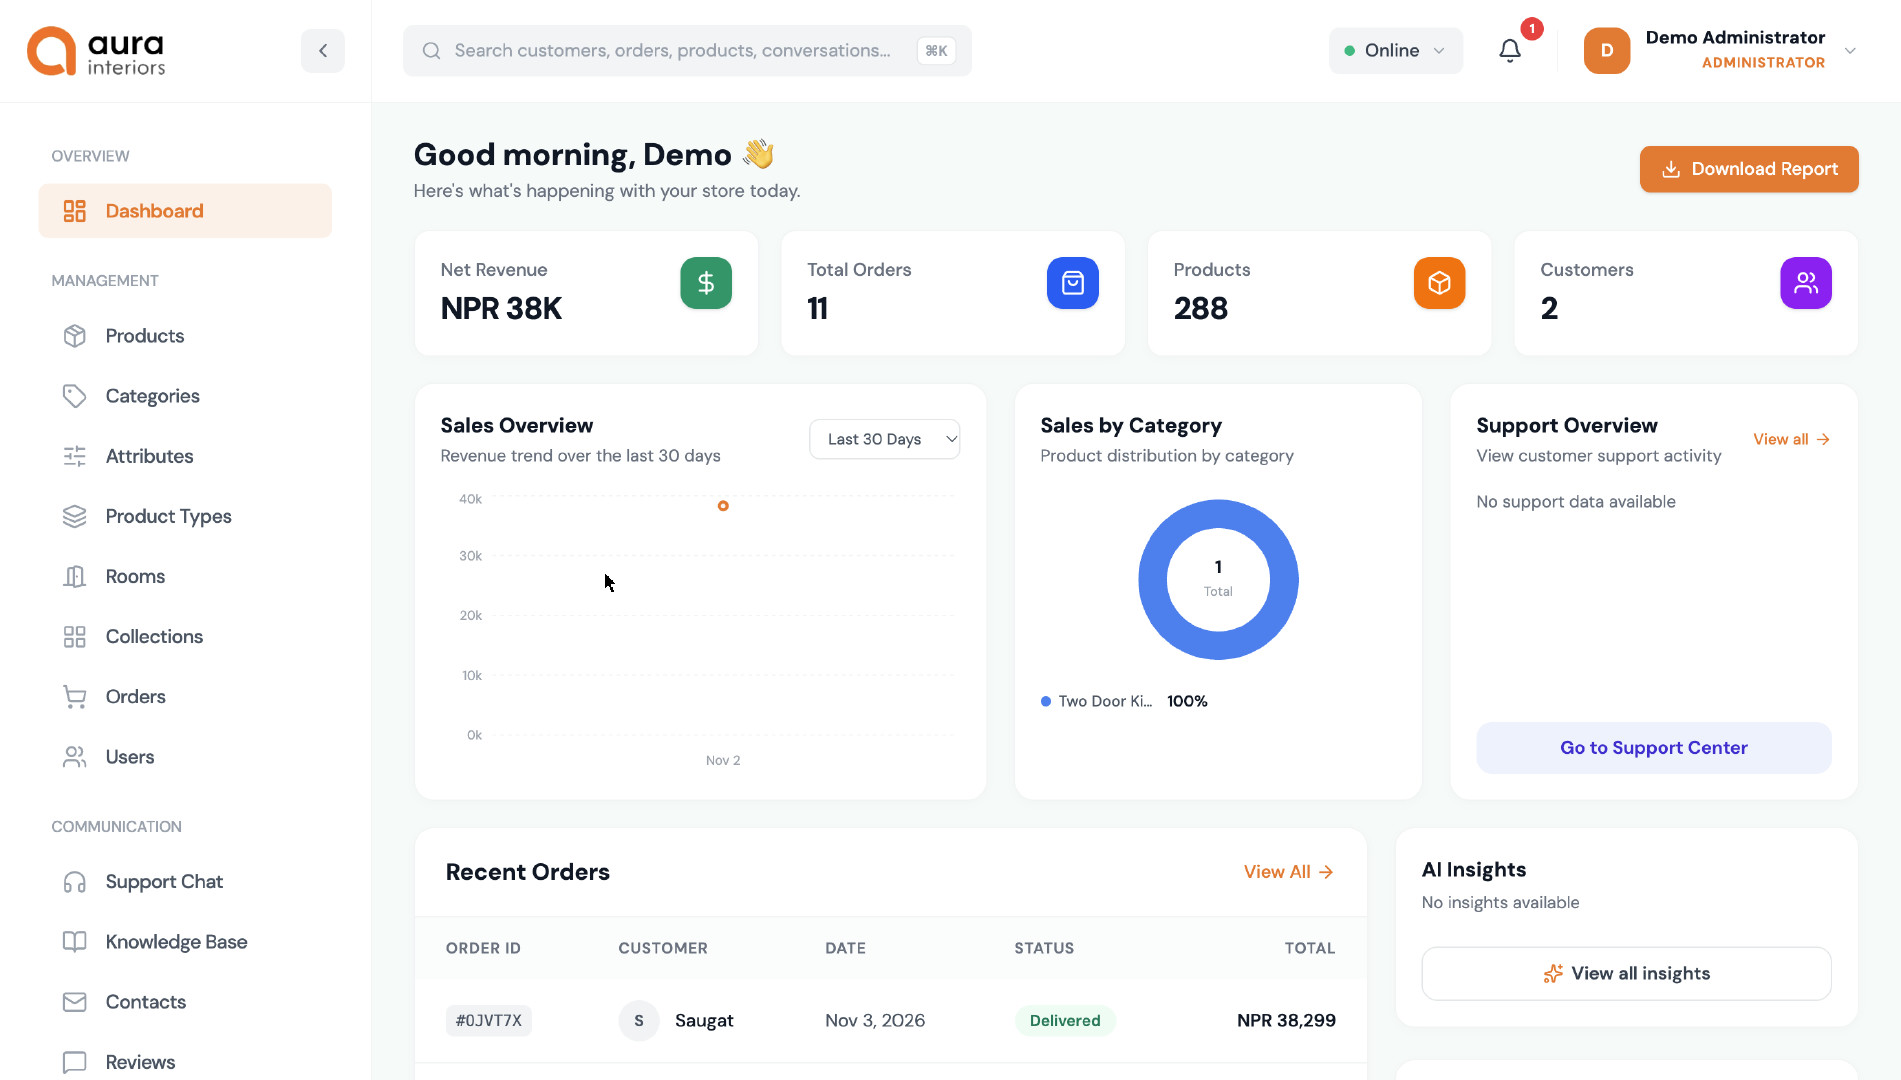 aura
interiors
Search customers, orders, products, conversations...
⌘K
Online
1
D
Demo Administrator
ADMINISTRATOR
OVERVIEW
Dashboard
MANAGEMENT
Products
Categories
Attributes
Product Types
Rooms
Collections
Orders
Users
COMMUNICATION
Support Chat
Knowledge Base
Contacts
Reviews
Good morning, Demo 👋
Here's what's happening with your store today.
Download Report
Net Revenue
NPR 38K
Total Orders
11
Products
288
Customers
2
Sales Overview
Revenue trend over the last 30 days
Last 30 Days
40k
30k
20k
10k
0k
Nov 2
Sales by Category
Product distribution by category
1
Total
Two Door Ki... 100%
Support Overview
View customer support activity
View all →
No support data available
Go to Support Center
Recent Orders
View All →
ORDER ID CUSTOMER DATE STATUS TOTAL
#0JVT7X S Saugat Nov 3, 2026 Delivered NPR 38,299
AI Insights
No insights available
View all insights